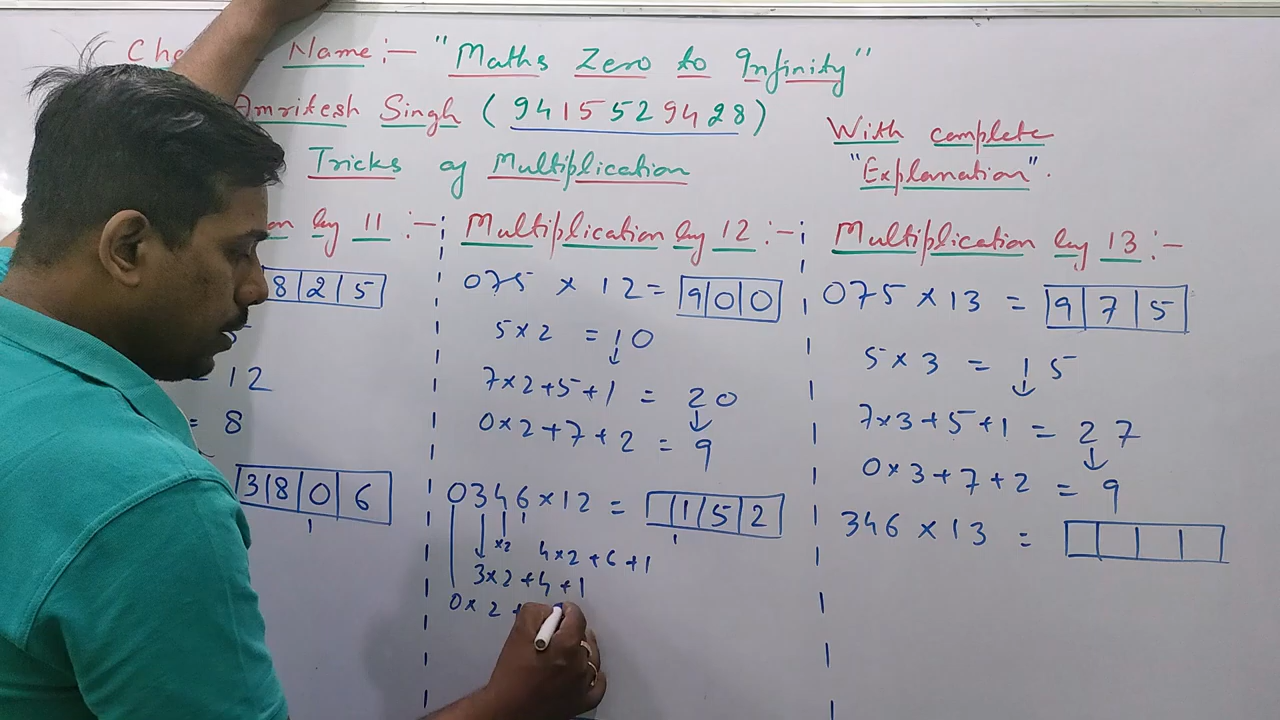 Name :- "Maths Zero to Infinity"
Amritesh Singh (9415529428)
With complete
"Explanation".
Tricks of Multiplication
by 11 :-
8 2 5
= 12
= 8
3 8 0 6
1
Multiplication by 12 :-
075 × 12 = 9 0 0
5×2 = 10
7×2+5+1 = 20
0×2+7+2 = 9
0346×12 = 1 5 2
×2 4×2+6+1
3×2+4+1
0×2+
Multiplication by 13 :-
075 × 13 = 9 7 5
5×3 = 15
7×3+5+1 = 27
0×3+7+2 = 9
346 × 13 =